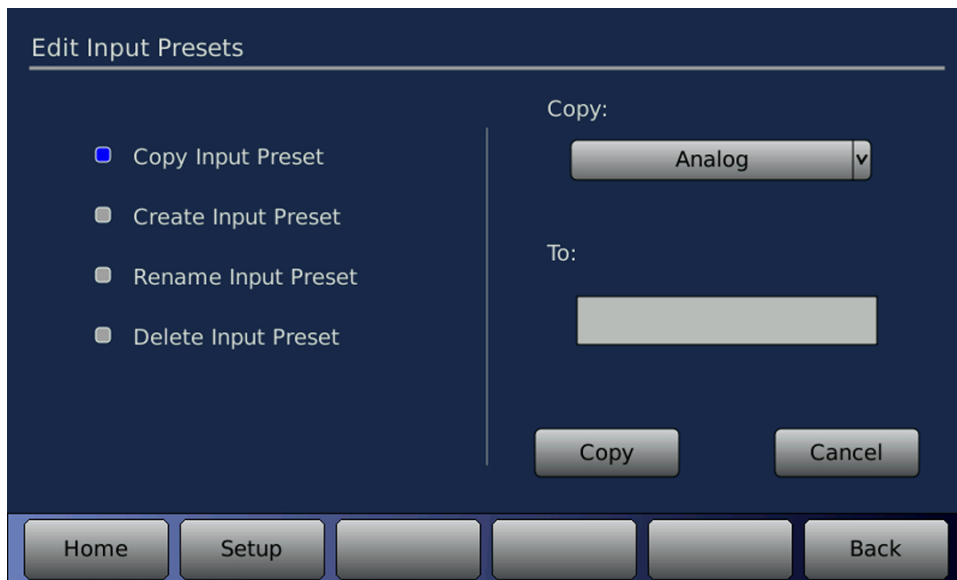 Edit Input Presets
Copy Input Preset
Create Input Preset
Rename Input Preset
Delete Input Preset
Copy:
Analog
To:
Copy
Cancel
Home
Setup
Back